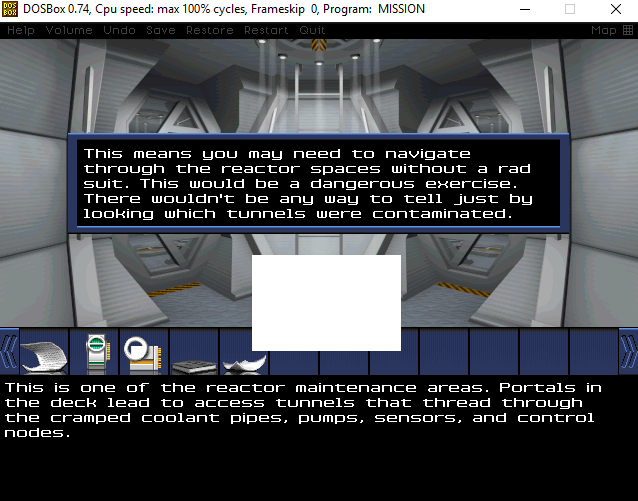 DOSBox 0.74, Cpu speed: max 100% cycles, Frameskip 0, Program: MISSION
Help Volume Undo Save Restore Restart Quit Map
This means you may need to navigate
through the reactor spaces without a rad
suit. This would be a dangerous exercise.
There wouldn't be any way to tell just by
looking which tunnels were contaminated.
This is one of the reactor maintenance areas. Portals in
the deck lead to access tunnels that thread through
the cramped coolant pipes, pumps, sensors, and control
nodes.